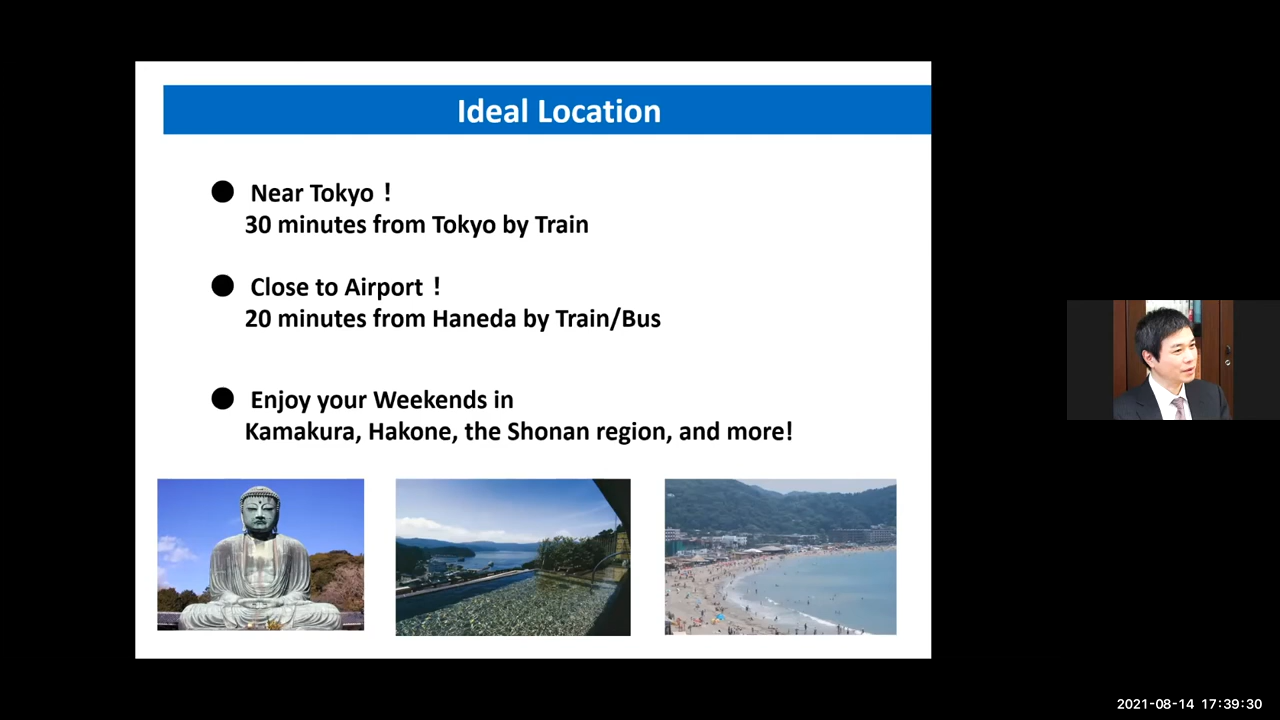 Ideal Location
● Near Tokyo！
30 minutes from Tokyo by Train
● Close to Airport！
20 minutes from Haneda by Train/Bus
● Enjoy your Weekends in
Kamakura, Hakone, the Shonan region, and more!
2021-08-14 17:39:30